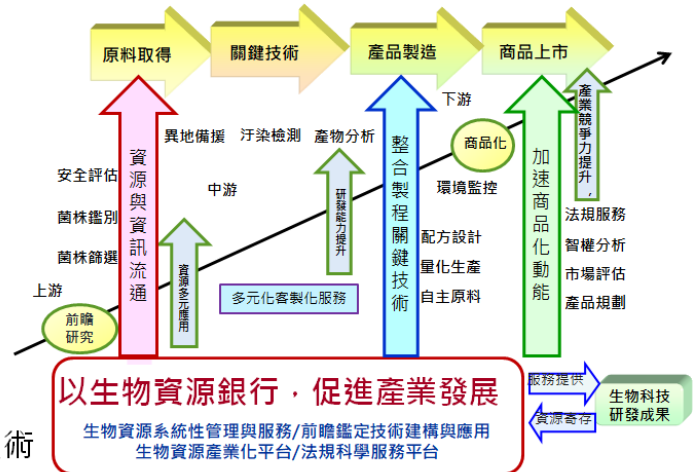 原料取得
關鍵技術
產品製造
商品上市
下游
產業競爭力提升,
異地備援 汙染檢測 產物分析
商品化
資源與資訊流通
整合製程關鍵技術
加速商品化動能
安全評估
中游
研發能力提升
環境監控
菌株鑑別
法規服務
配方設計
智權分析
菌株篩選
資源多元應用
量化生產
市場評估
上游
多元化客製化服務
自主原料
產品規劃
前瞻
研究
以生物資源銀行,促進產業發展
生物資源系統性管理與服務/前瞻鑑定技術建構與應用
生物資源產業化平台/法規科學服務平台
服務提供
資源寄存
生物科技
研發成果
術